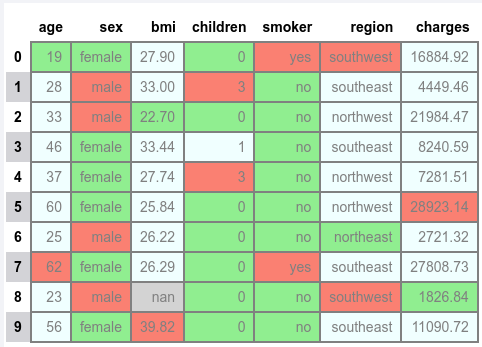 age sex bmi children smoker region charges
0 19 female 27.90 0 yes southwest 16884.92
1 28 male 33.00 3 no southeast 4449.46
2 33 male 22.70 0 no northwest 21984.47
3 46 female 33.44 1 no southeast 8240.59
4 37 female 27.74 3 no northwest 7281.51
5 60 female 25.84 0 no northwest 28923.14
6 25 male 26.22 0 no northeast 2721.32
7 62 female 26.29 0 yes southeast 27808.73
8 23 male nan 0 no southwest 1826.84
9 56 female 39.82 0 no southeast 11090.72